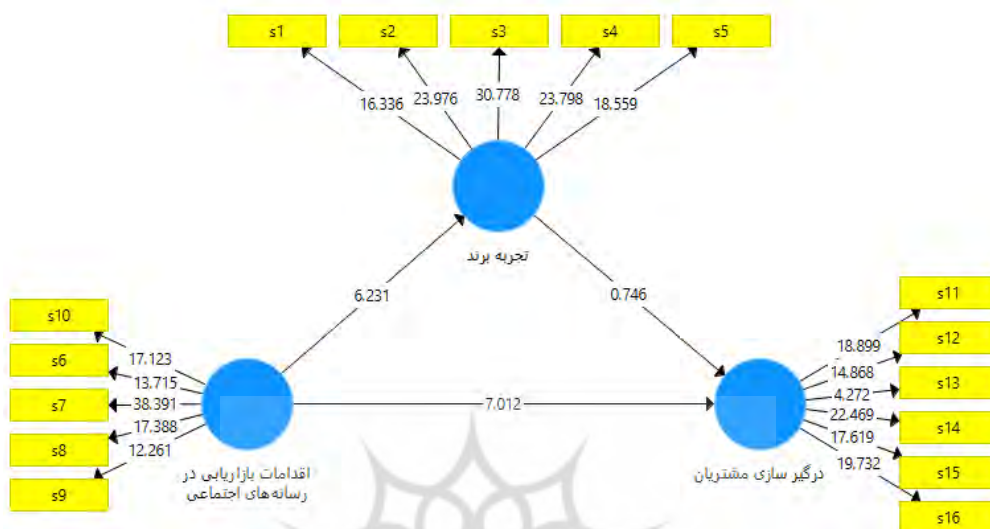 s1 s2 s3 s4 s5
16.336 23.976 30.778 23.798 18.559
تجربه برند
6.231 0.746
s10
s6
s7
s8
s9
17.123
13.715
38.391
17.388
12.261
7.012
s11
s12
s13
s14
s15
s16
18.899
14.868
4.272
22.469
17.619
19.732
اقدامات بازاریابی در
رسانه‌های اجتماعی
درگیر سازی مشتریان